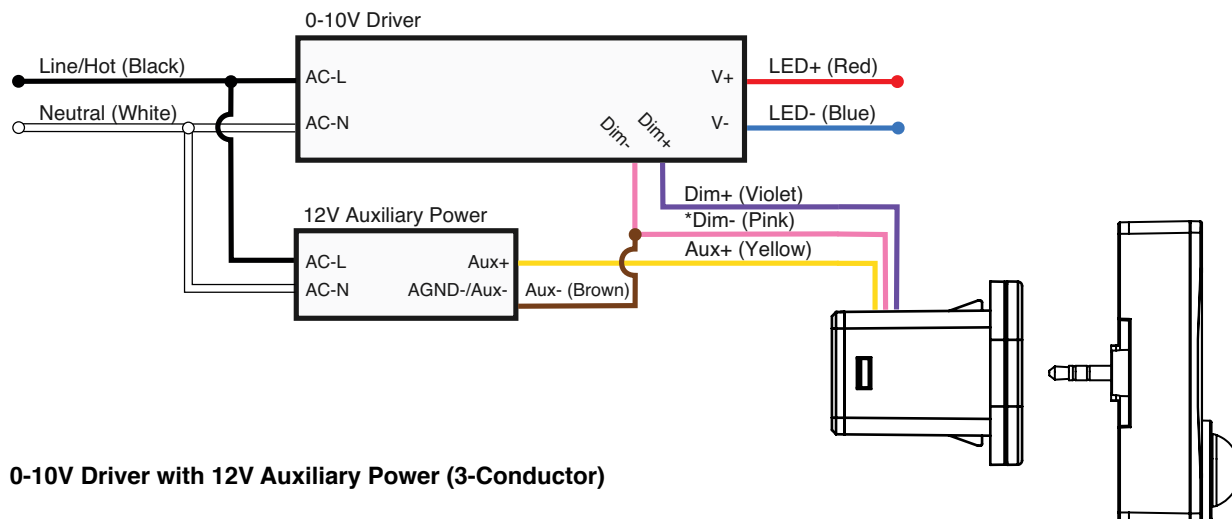 0-10V Driver
Line/Hot (Black)
AC-L
V+
LED+ (Red)
Neutral (White)
AC-N
Dim-
Dim+
V-
LED- (Blue)
Dim+ (Violet)
12V Auxiliary Power
*Dim- (Pink)
Aux+ (Yellow)
AC-L
Aux+
AC-N
AGND-/Aux-
Aux- (Brown)
0-10V Driver with 12V Auxiliary Power (3-Conductor)